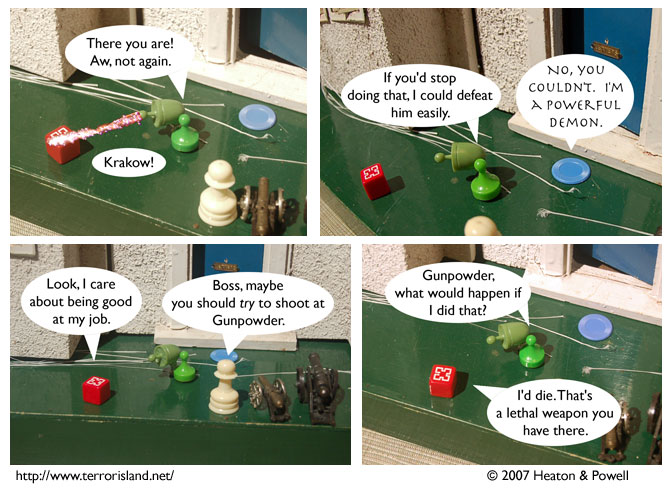 There you are!
Aw, not again.
Krakow!
If you'd stop
doing that, I could defeat
him easily.
NO, YOU
COULDN'T. I'M
A POWERFUL
DEMON.
Look, I care
about being good
at my job.
Boss, maybe
you should try to shoot at
Gunpowder.
Gunpowder,
what would happen if
I did that?
I'd die. That's
a lethal weapon you
have there.
http://www.terrorisland.net/
© 2007 Heaton & Powell